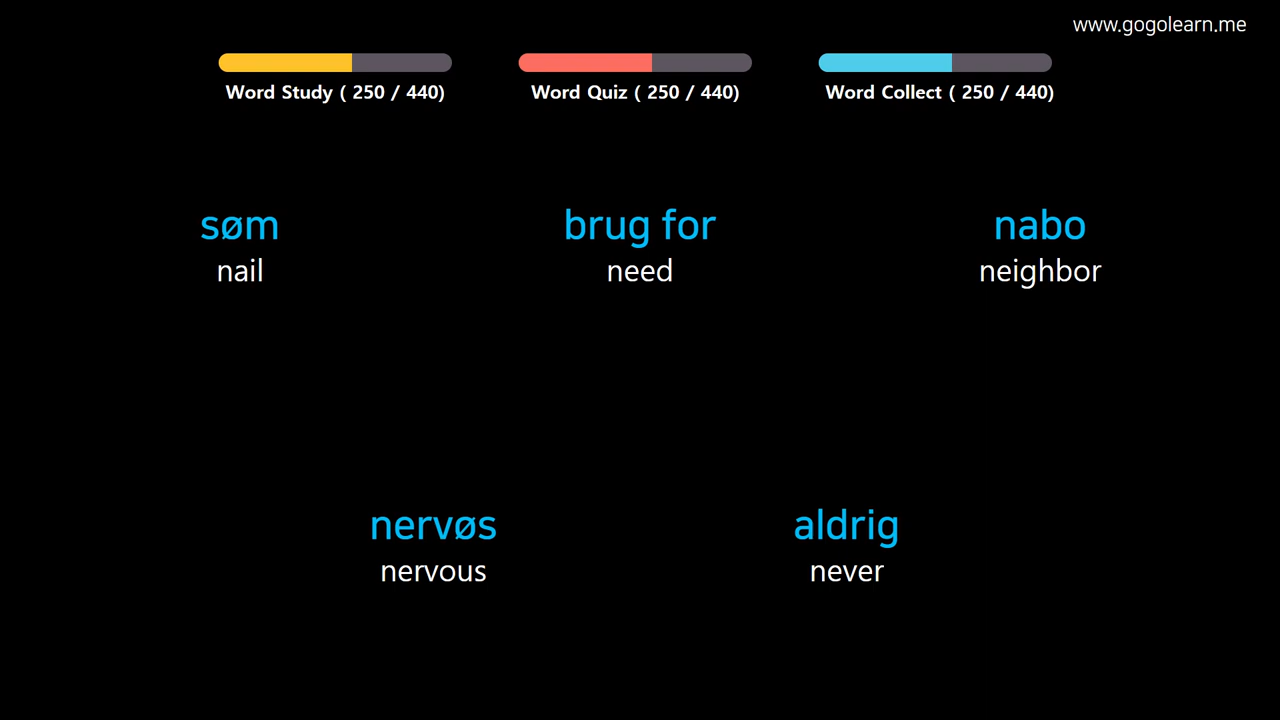 www.gogolearn.me
Word Study ( 250 / 440)
Word Quiz ( 250 / 440)
Word Collect ( 250 / 440)
søm
nail
brug for
need
nabo
neighbor
nervøs
nervous
aldrig
never